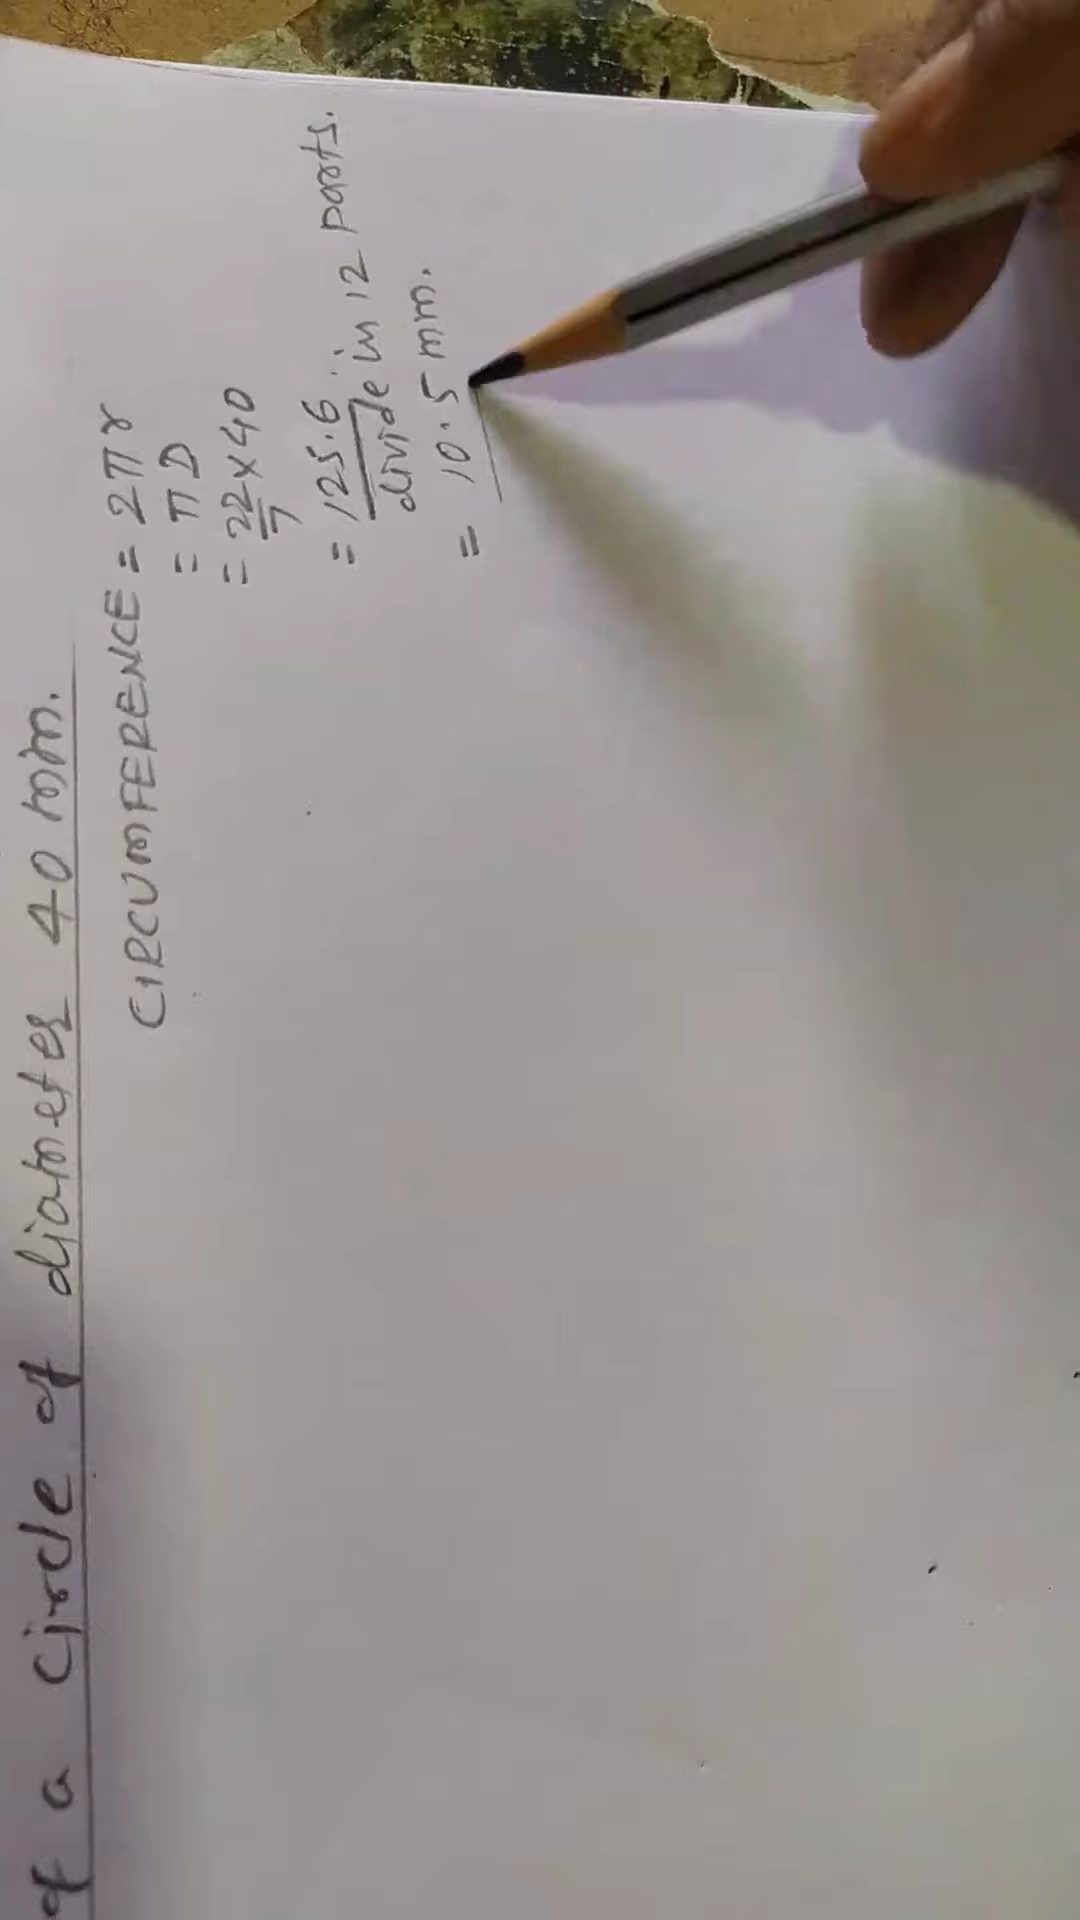 of a circle of diameter 40 mm.
CIRCUMFERENCE = 2πr
= πD
= 22/7 × 40
= 125.6
divide in 12 parts.
= 10.5 mm.